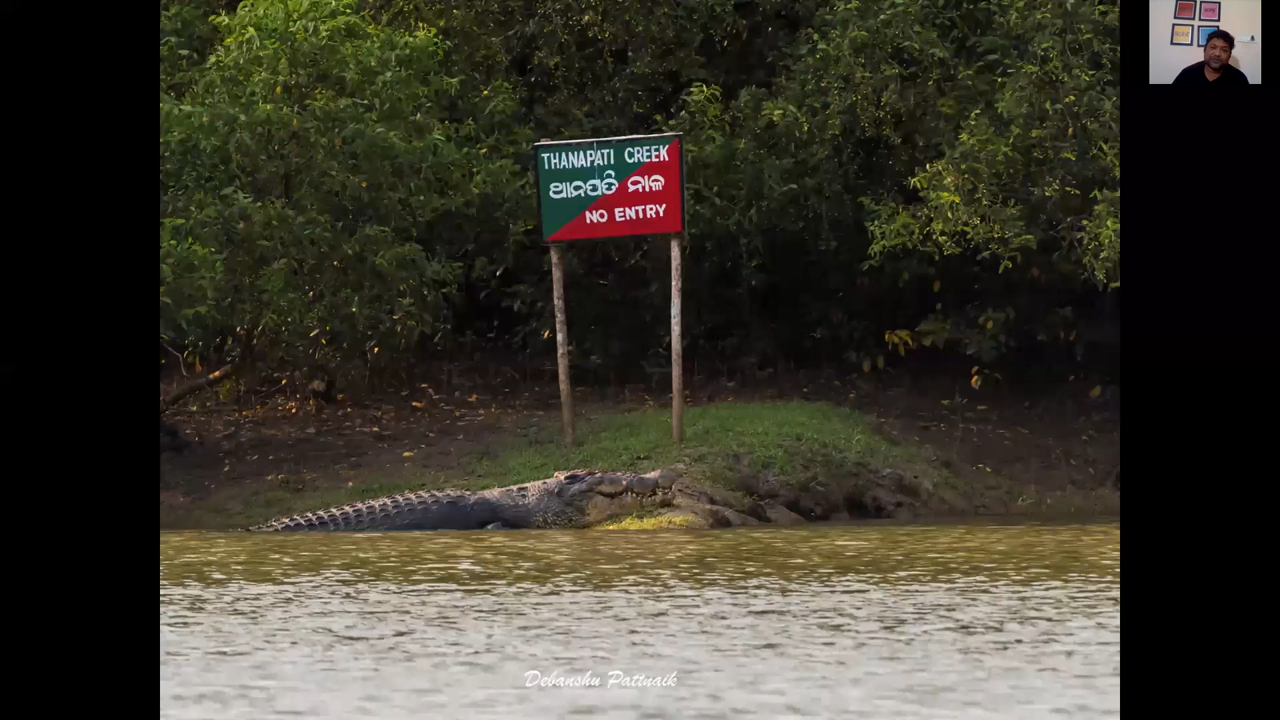 THANAPATI CREEK
ଥାନପତି ନାଳ
NO ENTRY
Debanshu Pattnaik